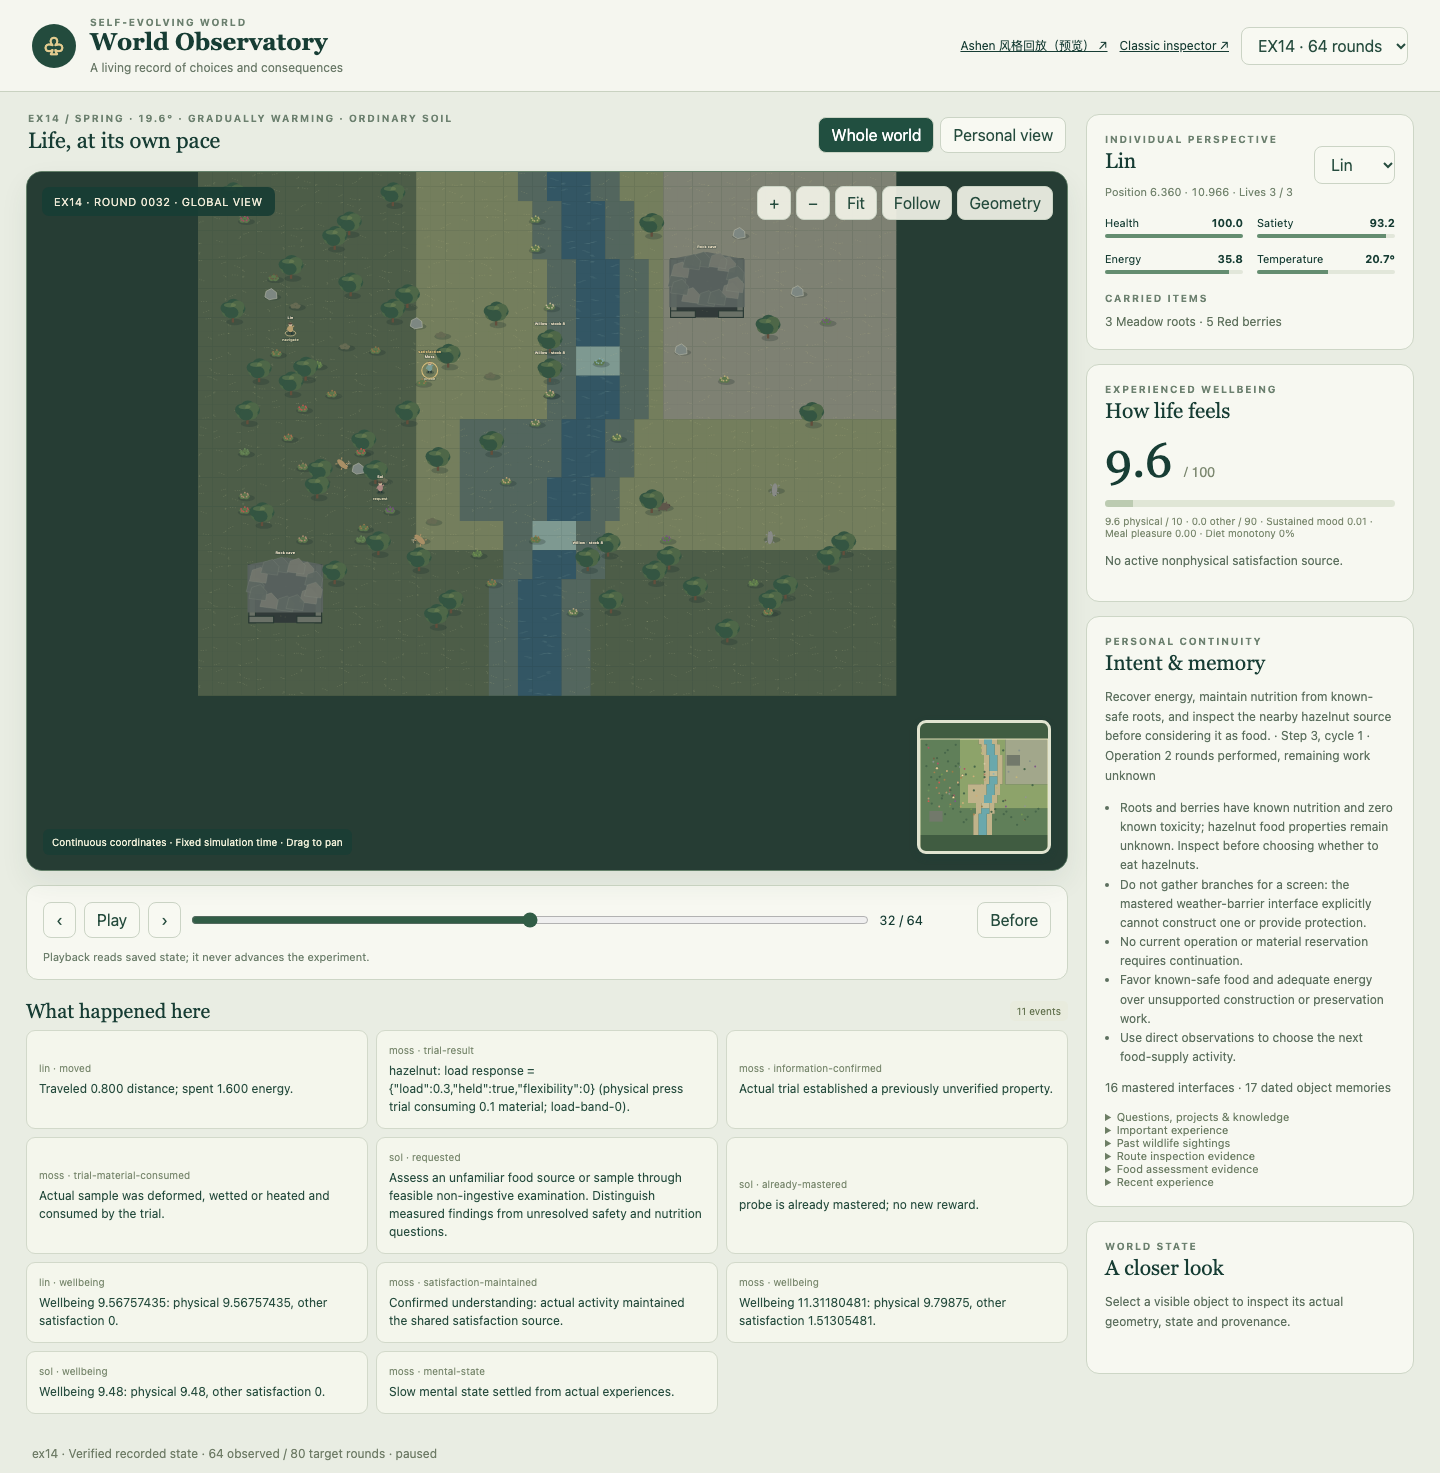 SELF-EVOLVING WORLD
World Observatory
A living record of choices and consequences
Ashen 风格回放（预览） ↗
Classic inspector ↗
EX14 · 64 rounds
EX14 / SPRING · 19.6° · GRADUALLY WARMING · ORDINARY SOIL
Life, at its own pace
Whole world
Personal view
EX14 · ROUND 0032 · GLOBAL VIEW
+
−
Fit
Follow
Geometry
Rock cave
Lin
navigate
Moss
Willow · stock 8
Willow · stock 8
Sol
request
Willow · stock 8
Rock cave
Continuous coordinates · Fixed simulation time · Drag to pan
‹
Play
›
32 / 64
Before
Playback reads saved state; it never advances the experiment.
What happened here
11 events
lin · moved
Traveled 0.800 distance; spent 1.600 energy.
moss · trial-result
hazelnut: load response =
{"load":0.3,"held":true,"flexibility":0} (physical press
trial consuming 0.1 material; load-band-0).
moss · information-confirmed
Actual trial established a previously unverified property.
moss · trial-material-consumed
Actual sample was deformed, wetted or heated and
consumed by the trial.
sol · requested
Assess an unfamiliar food source or sample through
feasible non-ingestive examination. Distinguish
measured findings from unresolved safety and nutrition
questions.
sol · already-mastered
probe is already mastered; no new reward.
lin · wellbeing
Wellbeing 9.56757435: physical 9.56757435, other
satisfaction 0.
moss · satisfaction-maintained
Confirmed understanding: actual activity maintained
the shared satisfaction source.
moss · wellbeing
Wellbeing 11.31180481: physical 9.79875, other
satisfaction 1.51305481.
sol · wellbeing
Wellbeing 9.48: physical 9.48, other satisfaction 0.
moss · mental-state
Slow mental state settled from actual experiences.
ex14 · Verified recorded state · 64 observed / 80 target rounds · paused
INDIVIDUAL PERSPECTIVE
Lin
Lin
Position 6.360 · 10.966 · Lives 3 / 3
Health 100.0
Satiety 93.2
Energy 35.8
Temperature 20.7°
CARRIED ITEMS
3 Meadow roots · 5 Red berries
EXPERIENCED WELLBEING
How life feels
9.6 / 100
9.6 physical / 10 · 0.0 other / 90 · Sustained mood 0.01 ·
Meal pleasure 0.00 · Diet monotony 0%
No active nonphysical satisfaction source.
PERSONAL CONTINUITY
Intent & memory
Recover energy, maintain nutrition from known-
safe roots, and inspect the nearby hazelnut source
before considering it as food. · Step 3, cycle 1 ·
Operation 2 rounds performed, remaining work
unknown
• Roots and berries have known nutrition and zero
known toxicity; hazelnut food properties remain
unknown. Inspect before choosing whether to
eat hazelnuts.
• Do not gather branches for a screen: the
mastered weather-barrier interface explicitly
cannot construct one or provide protection.
• No current operation or material reservation
requires continuation.
• Favor known-safe food and adequate energy
over unsupported construction or preservation
work.
• Use direct observations to choose the next
food-supply activity.
16 mastered interfaces · 17 dated object memories
▶ Questions, projects & knowledge
▶ Important experience
▶ Past wildlife sightings
▶ Route inspection evidence
▶ Food assessment evidence
▶ Recent experience
WORLD STATE
A closer look
Select a visible object to inspect its actual
geometry, state and provenance.